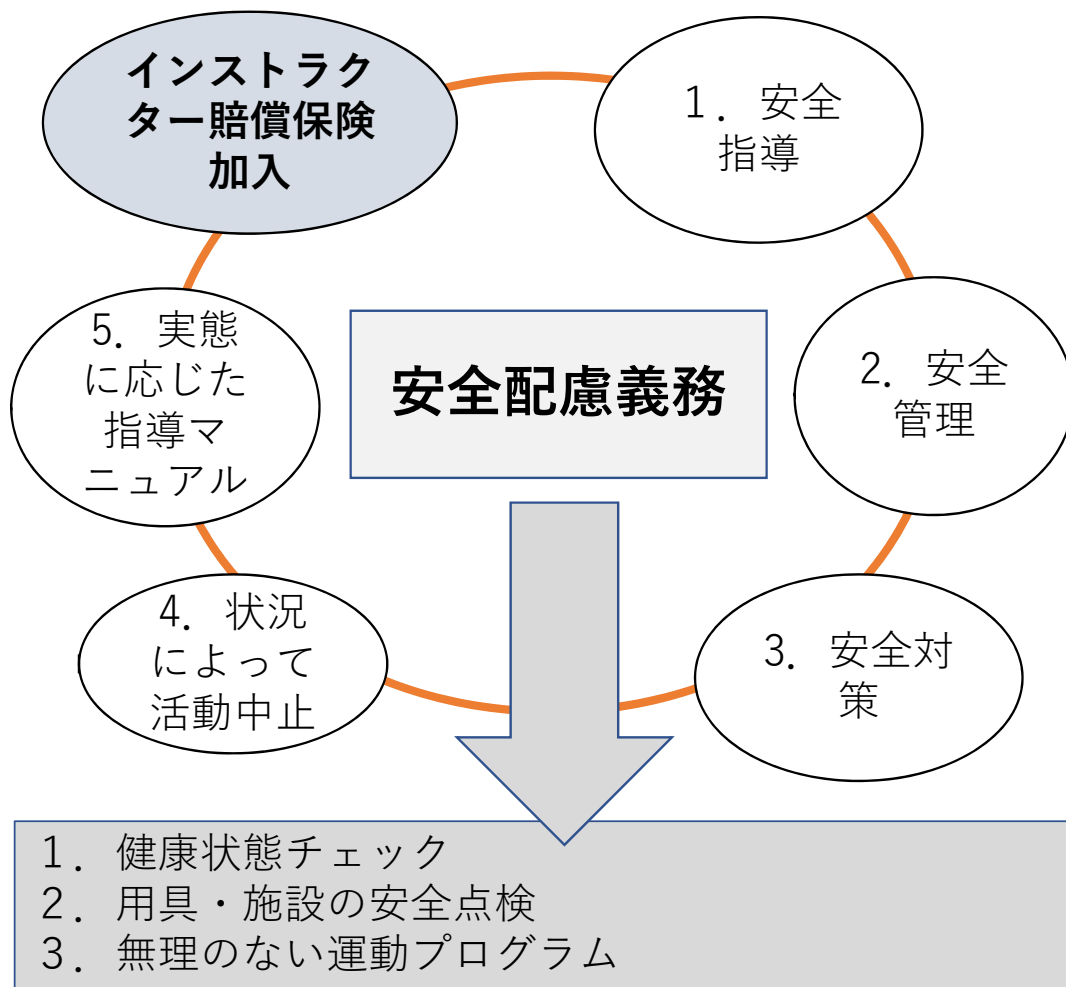 インストラク
ター賠償保険
加入
1．安全
指導
2．安全
管理
3．安全対
策
4．状況
によって
活動中止
5．実態
に応じた
指導マ
ニュアル
安全配慮義務
1．健康状態チェック
2．用具・施設の安全点検
3．無理のない運動プログラム